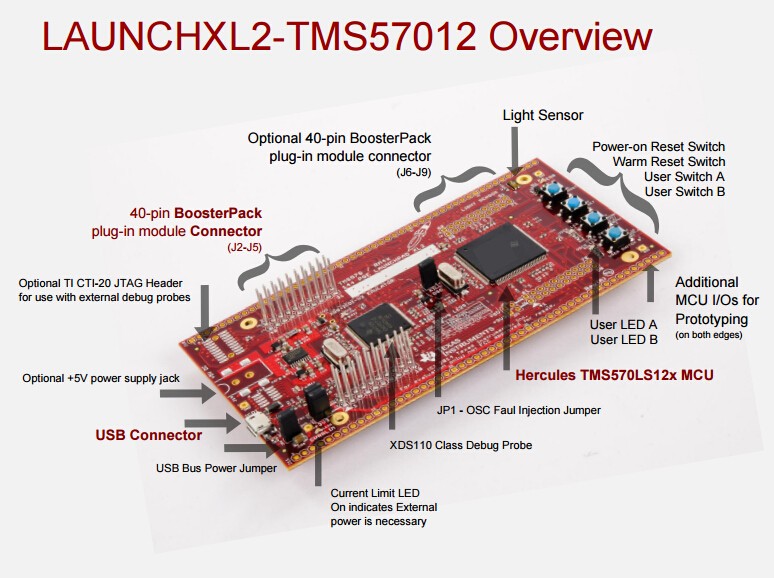 LAUNCHXL2-TMS57012 Overview
Light Sensor
Optional 40-pin BoosterPack
plug-in module connector
(J6-J9)
Power-on Reset Switch
Warm Reset Switch
User Switch A
User Switch B
40-pin BoosterPack
plug-in module Connector
(J2-J5)
Optional TI CTI-20 JTAG Header
for use with external debug probes
Additional
MCU I/Os for
Prototyping
(on both edges)
User LED A
User LED B
Optional +5V power supply jack
Hercules TMS570LS12x MCU
JP1 - OSC Faul Injection Jumper
USB Connector
XDS110 Class Debug Probe
USB Bus Power Jumper
Current Limit LED
On indicates External
power is necessary